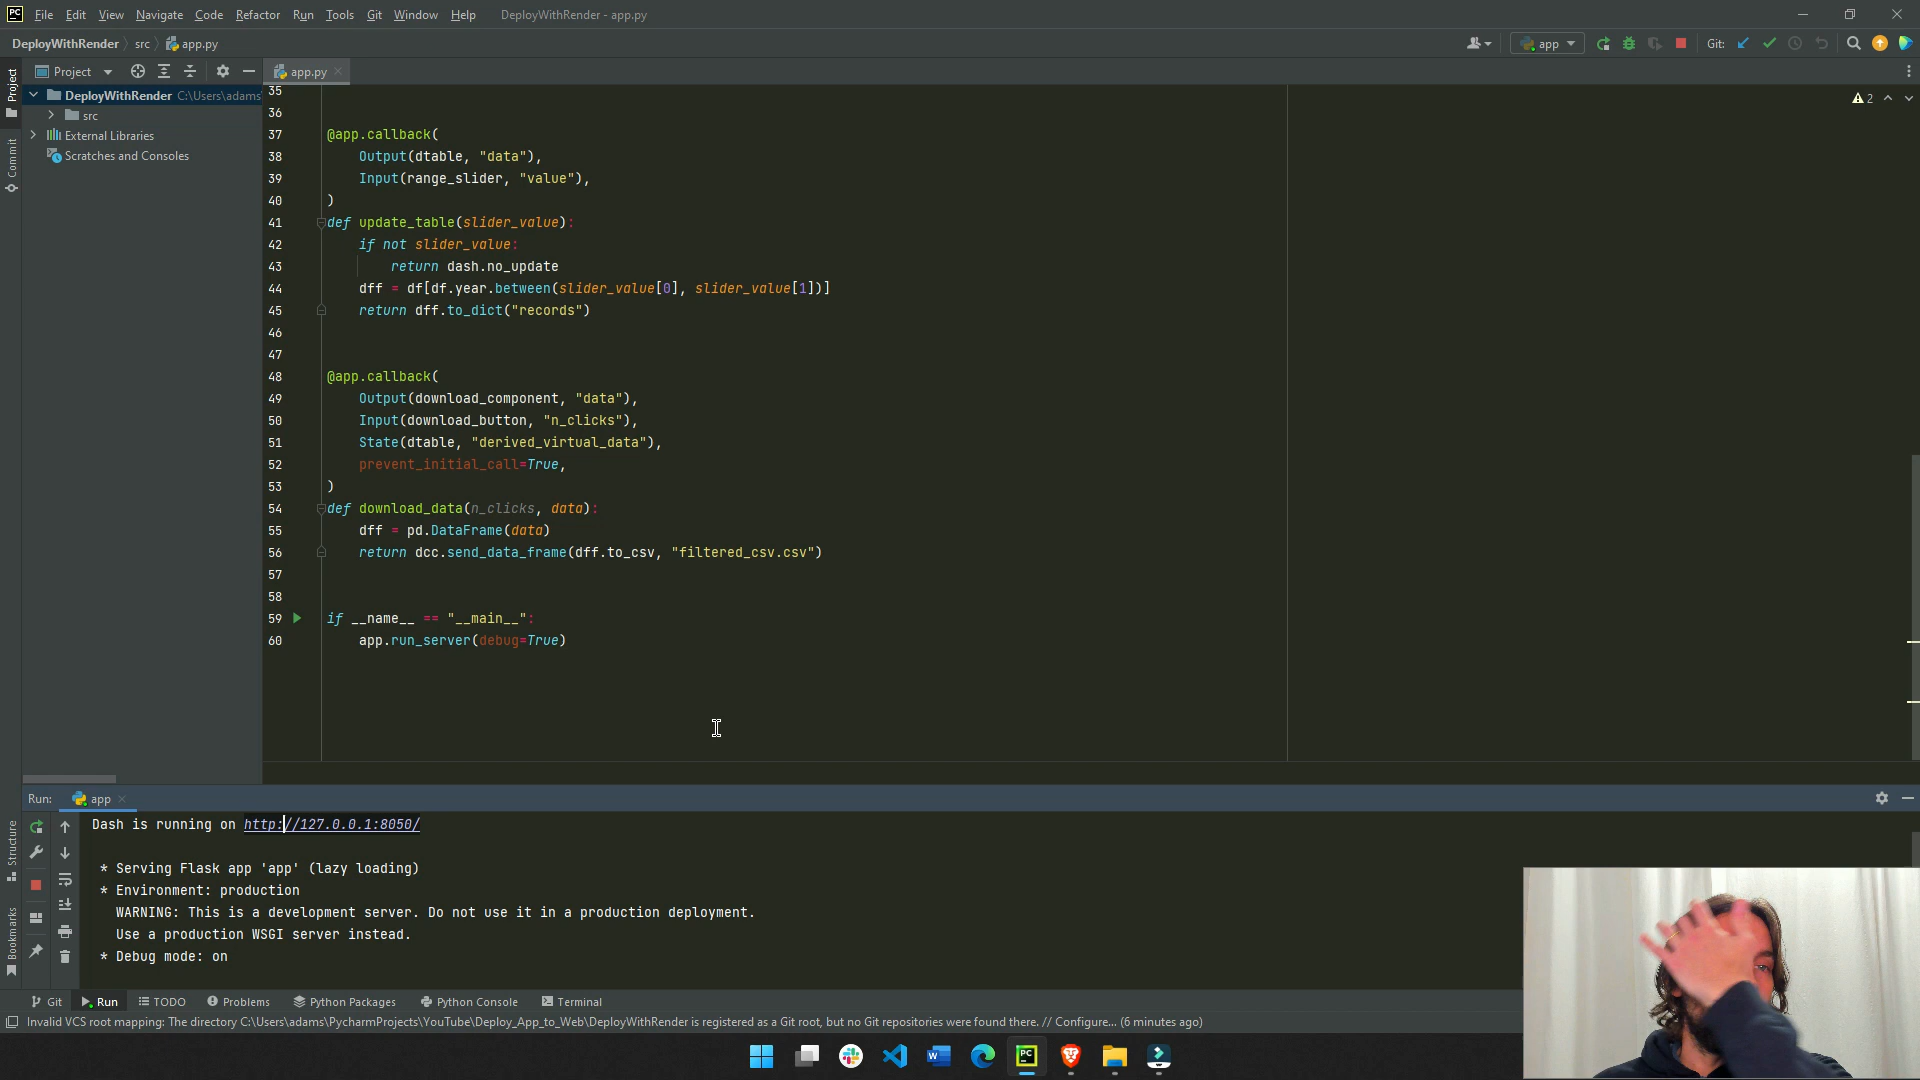 PC File Edit View Navigate Code Refactor Run Tools Git Window Help DeployWithRender - app.py
DeployWithRender src app.py app Git:
Project app.py
Project
Commit
DeployWithRender C:\Users\adams
src
External Libraries
Scratches and Consoles
2
35
36
37 @app.callback(
38 Output(dtable, "data"),
39 Input(range_slider, "value"),
40 )
41 def update_table(slider_value):
42 if not slider_value:
43 return dash.no_update
44 dff = df[df.year.between(slider_value[0], slider_value[1])]
45 return dff.to_dict("records")
46
47
48 @app.callback(
49 Output(download_component, "data"),
50 Input(download_button, "n_clicks"),
51 State(dtable, "derived_virtual_data"),
52 prevent_initial_call=True,
53 )
54 def download_data(n_clicks, data):
55 dff = pd.DataFrame(data)
56 return dcc.send_data_frame(dff.to_csv, "filtered_csv.csv")
57
58
59 if __name__ == "__main__":
60 app.run_server(debug=True)
Run: app
Structure
Bookmarks
Dash is running on http://127.0.0.1:8050/
* Serving Flask app 'app' (lazy loading)
* Environment: production
WARNING: This is a development server. Do not use it in a production deployment.
Use a production WSGI server instead.
* Debug mode: on
Git Run TODO Problems Python Packages Python Console Terminal
Invalid VCS root mapping: The directory C:\Users\adams\PycharmProjects\YouTube\Deploy_App_to_Web\DeployWithRender is registered as a Git root, but no Git repositories were found there. // Configure... (6 minutes ago)
W PC